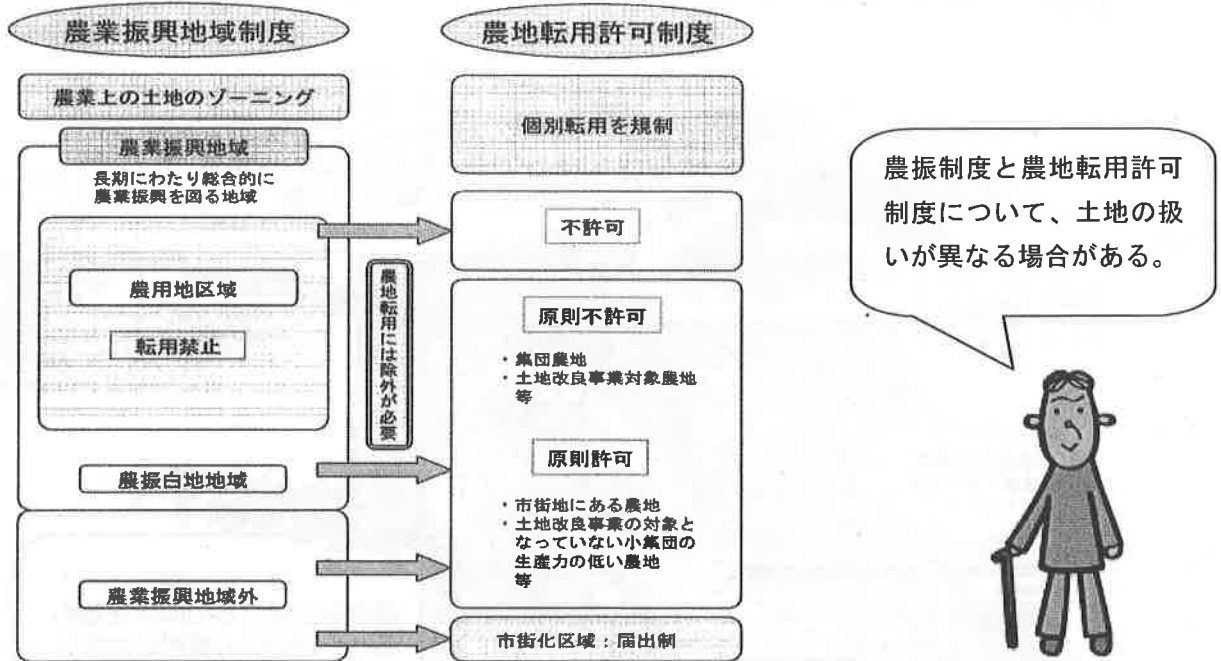 農業振興地域制度
農業上の土地のゾーニング
農業振興地域
長期にわたり総合的に
農業振興を図る地域
農用地区域
転用禁止
農振白地地域
農業振興地域外
農地転用には除外が必要
農地転用許可制度
個別転用を規制
不許可
原則不許可
・集団農地
・土地改良事業対象農地
等
原則許可
・市街地にある農地
・土地改良事業の対象と
なっていない小集団の
生産力の低い農地
等
市街化区域：届出制
農振制度と農地転用許可
制度について、土地の扱
いが異なる場合がある。